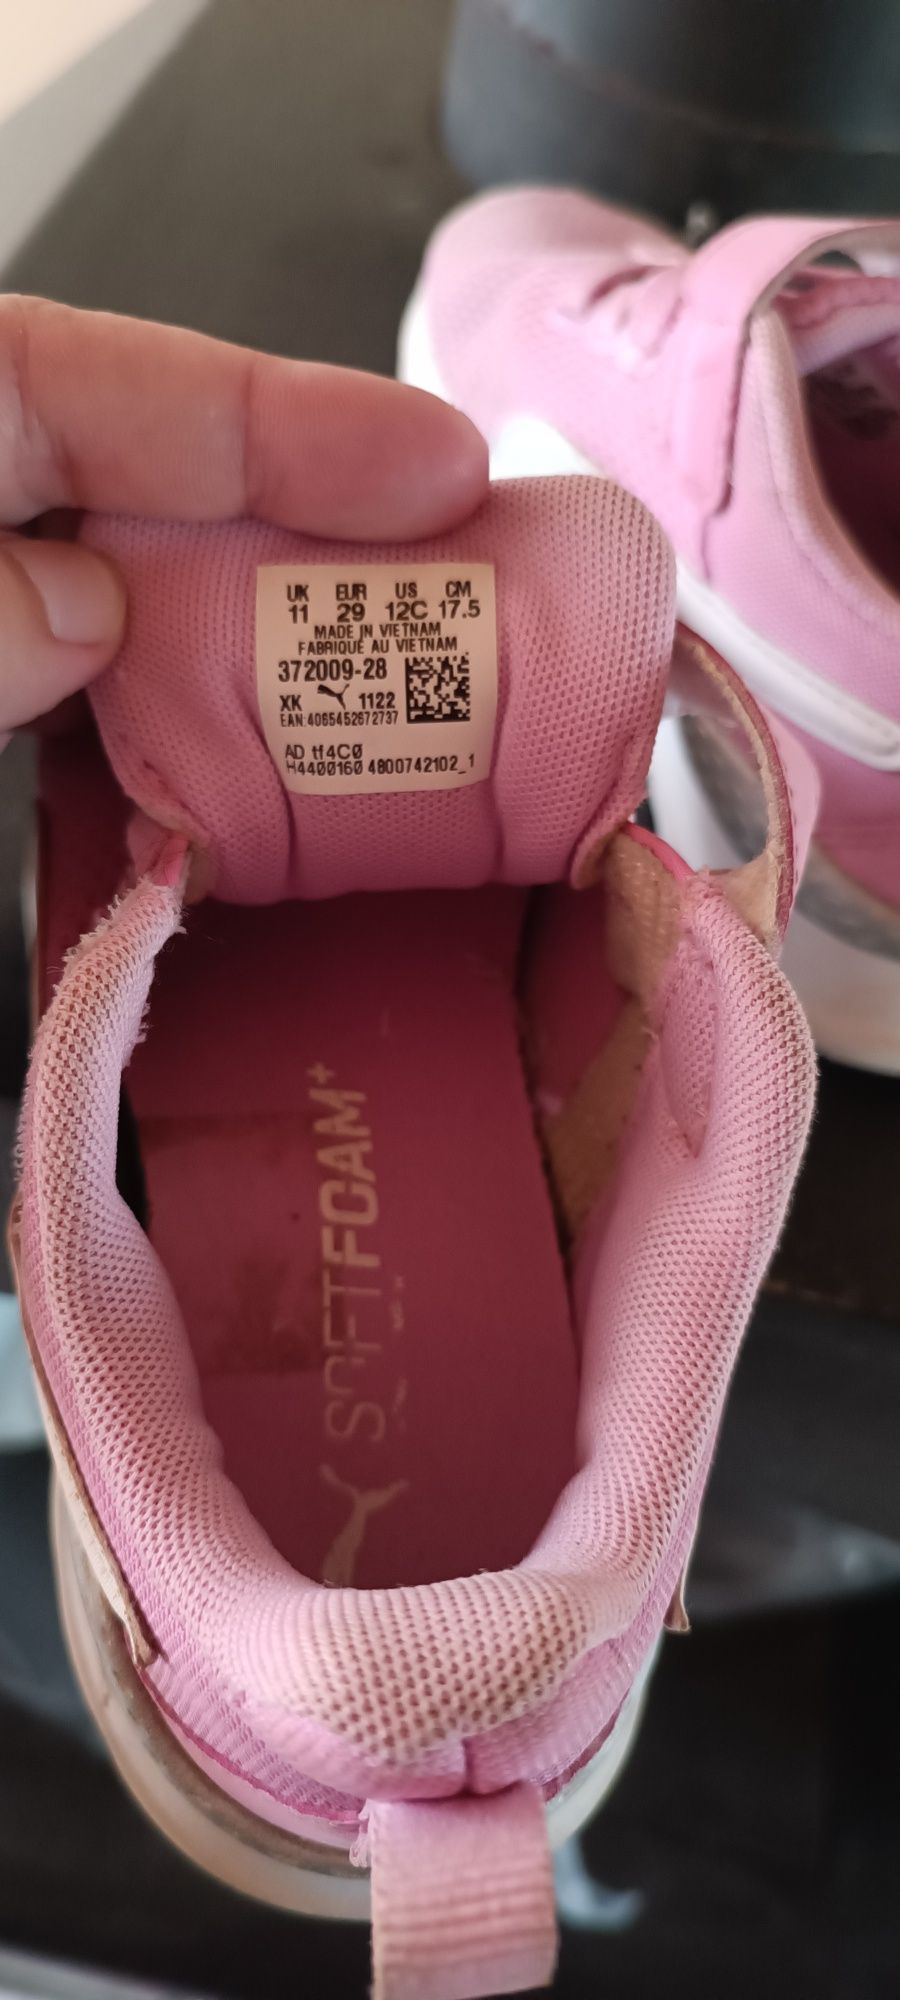 UK EUR US CM
11 29 12C 17.5
MADE IN VIETNAM
FABRIQUÉ AU VIETNAM
372009-28
XK 1122
EAN:4065452672737
AD tf4C0
H4400160 4800742102_1
SOFTFOAM+